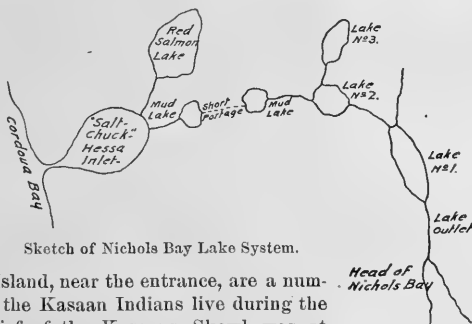 Red
Salmon
Lake
Lake
Nº3.
Lake
Nº2.
Mud
Lake
Short
Portage
Mud
Lake
"Salt-
Chuck"-
Hessa
Inlet-
Cordova Bay
Lake
Nº1.
Lake
outlet
Head of
Nichols Bay
Sketch of Nichols Bay Lake System.
sland, near the entrance, are a num-
the Kasaan Indians live during the